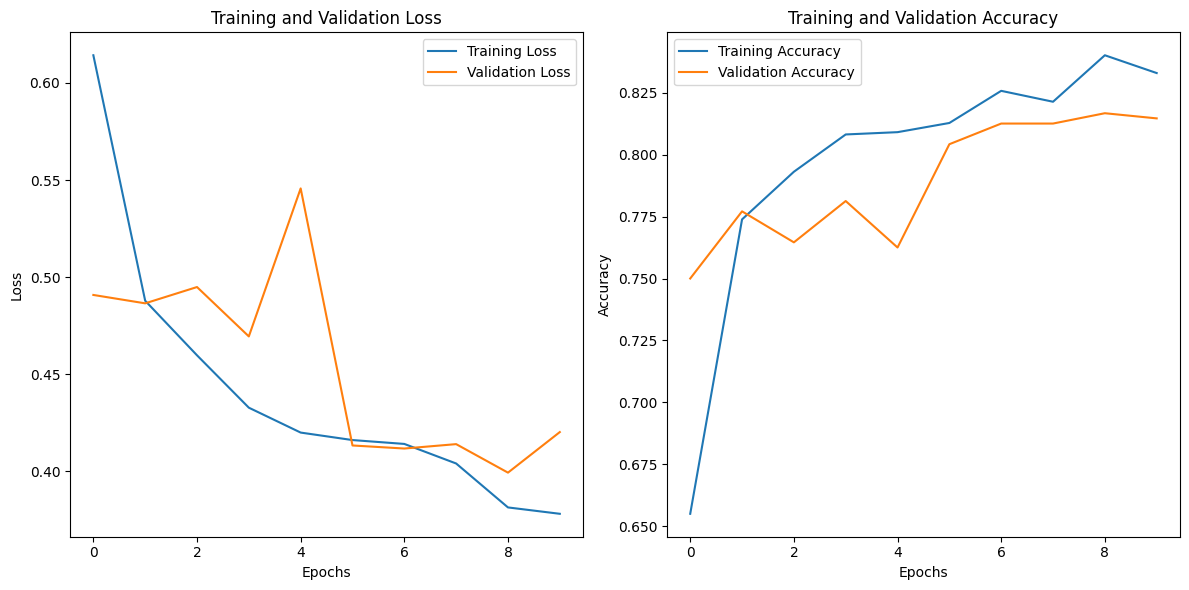 Training and Validation Loss
Training Loss
Validation Loss
0.60
0.55
0.50
0.45
0.40
Loss
0 2 4 6 8
Epochs
Training and Validation Accuracy
Training Accuracy
Validation Accuracy
0.825
0.800
0.775
0.750
0.725
0.700
0.675
0.650
Accuracy
0 2 4 6 8
Epochs